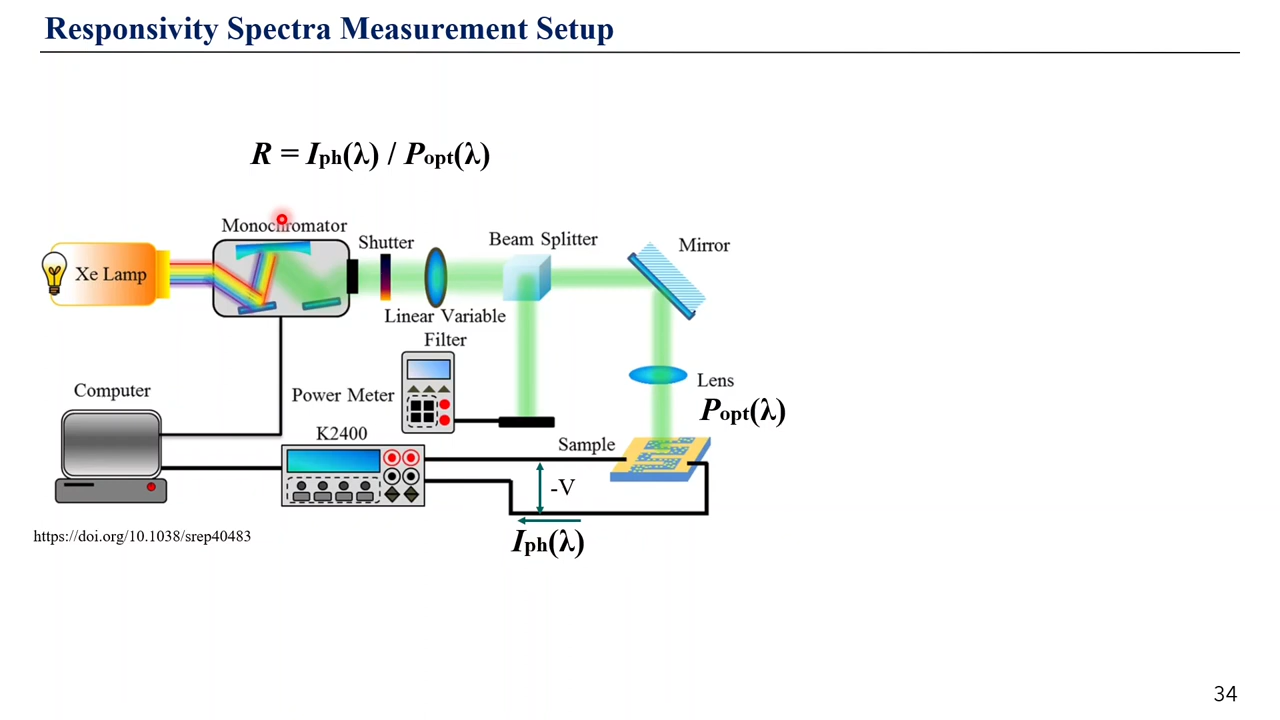 Responsivity Spectra Measurement Setup
R = Iph(λ) / Popt(λ)
Monochromator
Shutter
Beam Splitter
Mirror
Xe Lamp
Linear Variable
Filter
Computer
Power Meter
Lens
Popt(λ)
K2400
Sample
-V
Iph(λ)
https://doi.org/10.1038/srep40483
34